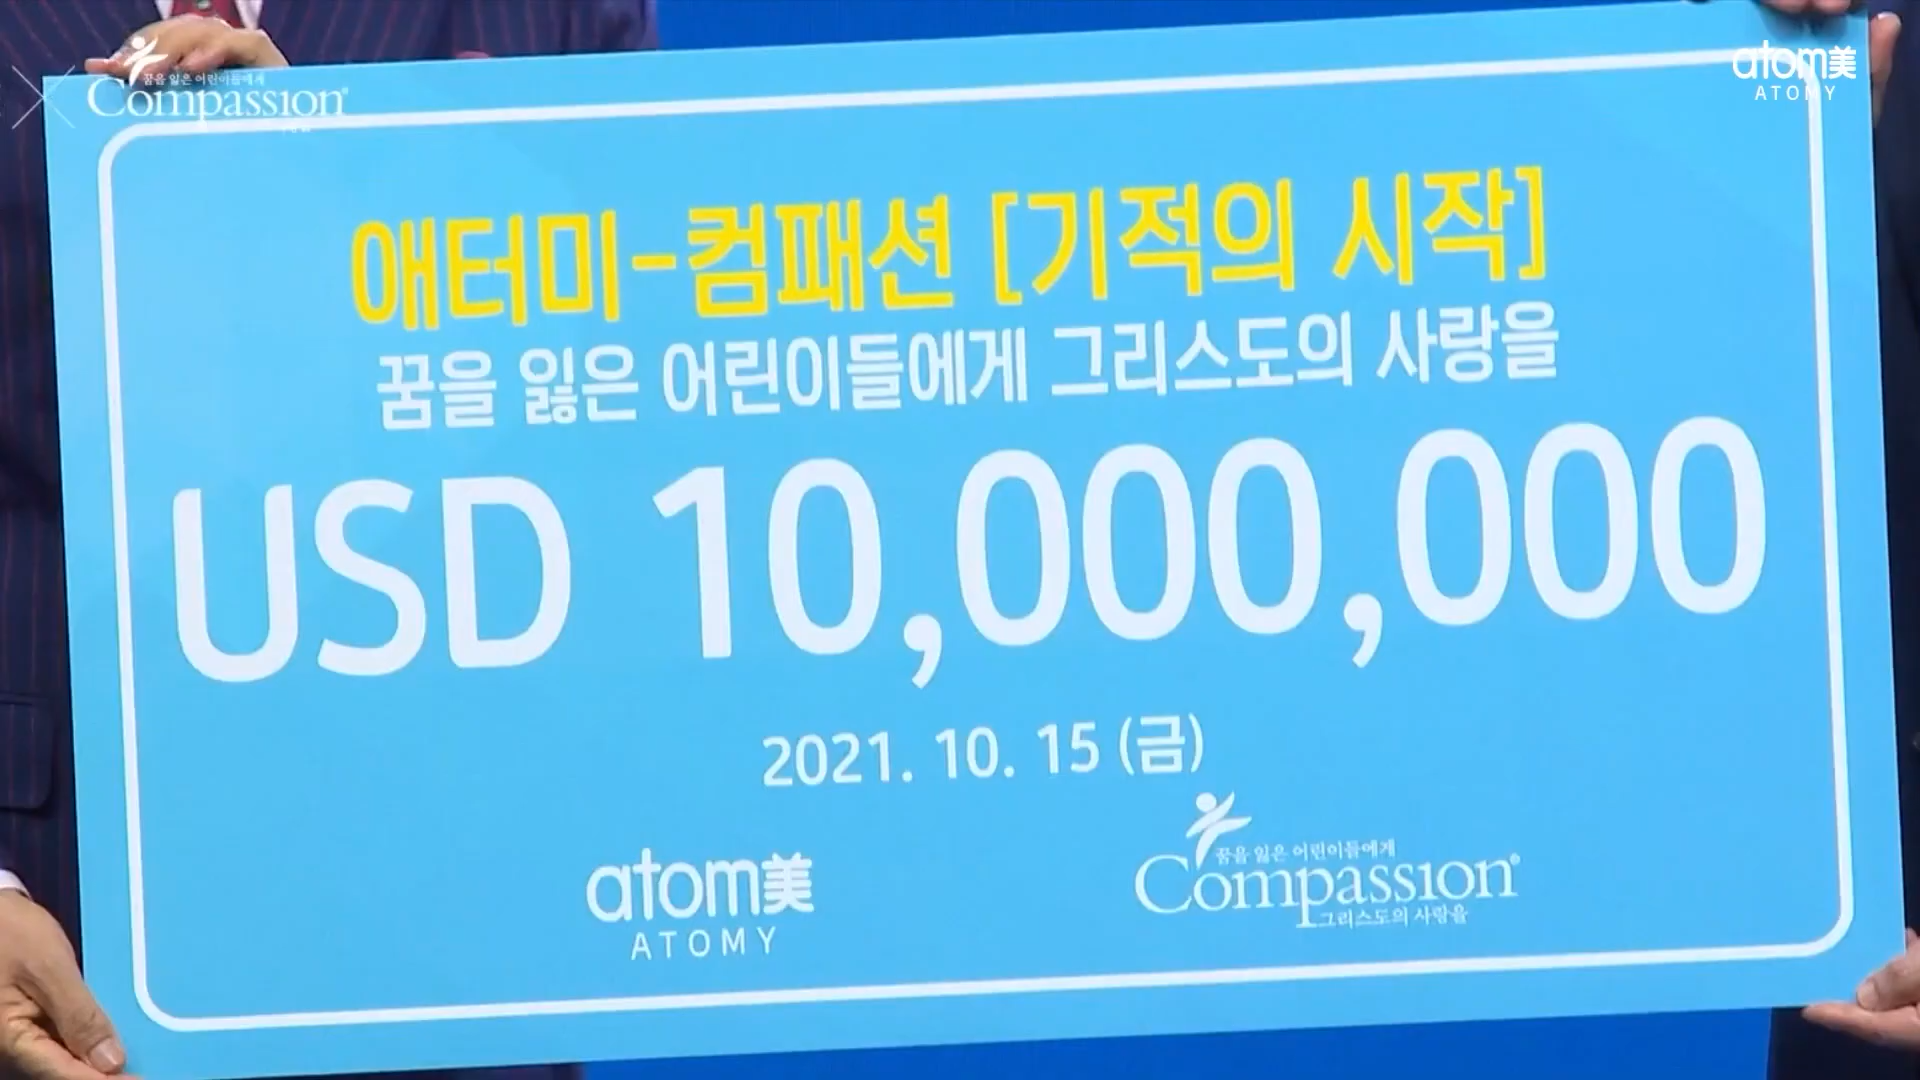 꿈을 잃은 어린이들에게
Compassion®
atom美
ATOMY
애터미-컴패션 [기적의 시작]
꿈을 잃은 어린이들에게 그리스도의 사랑을
USD 10,000,000
2021. 10. 15 (금)
atom美
ATOMY
꿈을 잃은 어린이들에게
Compassion®
그리스도의 사랑을